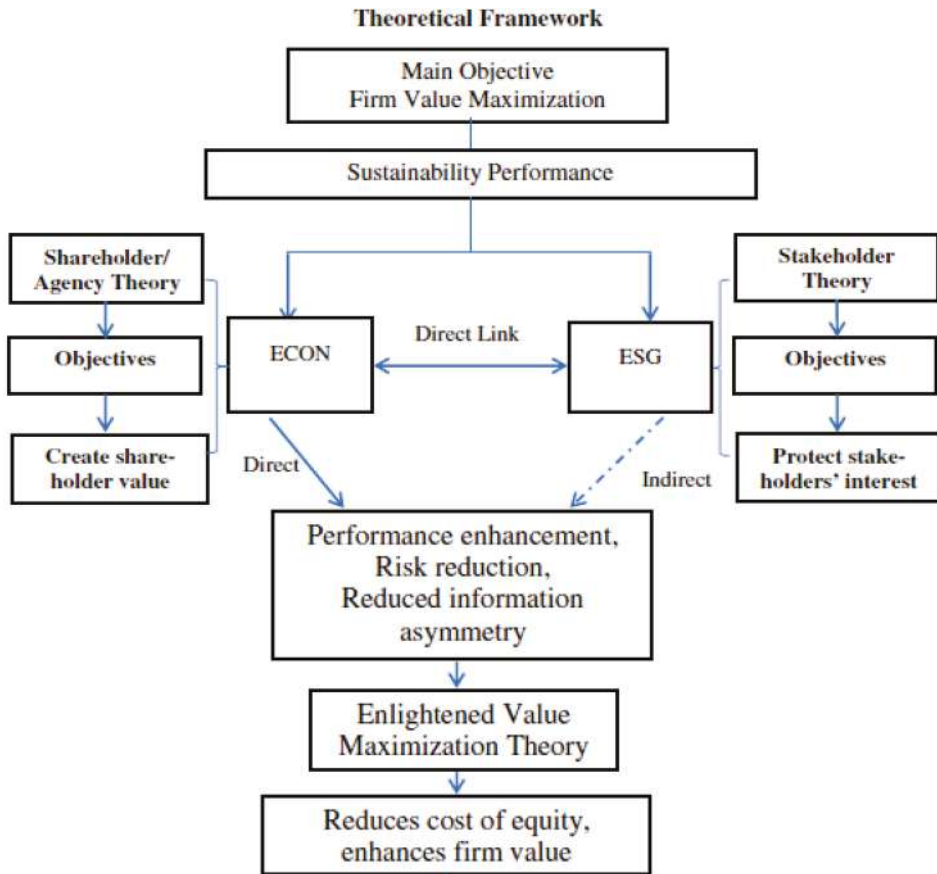 Theoretical Framework
Main Objective
Firm Value Maximization
Sustainability Performance
Shareholder/
Agency Theory
Objectives
Create share-
holder value
ECON
Direct Link
ESG
Stakeholder
Theory
Objectives
Protect stake-
holders' interest
Direct
Indirect
Performance enhancement,
Risk reduction,
Reduced information
asymmetry
Enlightened Value
Maximization Theory
Reduces cost of equity,
enhances firm value